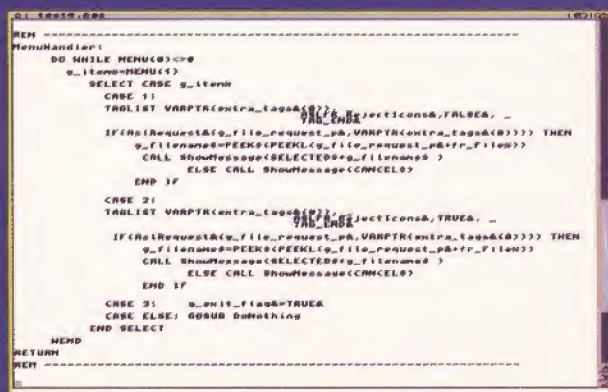 REM ----------------------------------------------------------------
MenuHandler:
DO WHILE MENU(0)<>0
g_item%=MENU(1)
SELECT CASE g_item%
CASE 1:
TAGLIST VARPTR(extra_tags&(0)), _
ASLFR_RejectIcons&,FALSE&, _
TAG_END&
IF(AslRequest&(g_file_request_p&,VARPTR(extra_tags&(0)))) THEN
g_filename$=PEEK$(PEEKL(g_file_request_p&+fr_File%))
CALL ShowMessage(SELECTED$+g_filename$ )
ELSE CALL ShowMessage(CANCEL$)
END IF
CASE 2:
TAGLIST VARPTR(extra_tags&(0)), _
ASLFR_RejectIcons&,TRUE&, _
TAG_END&
IF(AslRequest&(g_file_request_p&,VARPTR(extra_tags&(0)))) THEN
g_filename$=PEEK$(PEEKL(g_file_request_p&+fr_File%))
CALL ShowMessage(SELECTED$+g_filename$ )
ELSE CALL ShowMessage(CANCEL$)
END IF
CASE 3: g_exit_flag&=TRUE&
CASE ELSE: GOSUB DoNothing
END SELECT
WEND
RETURN
REM ----------------------------------------------------------------